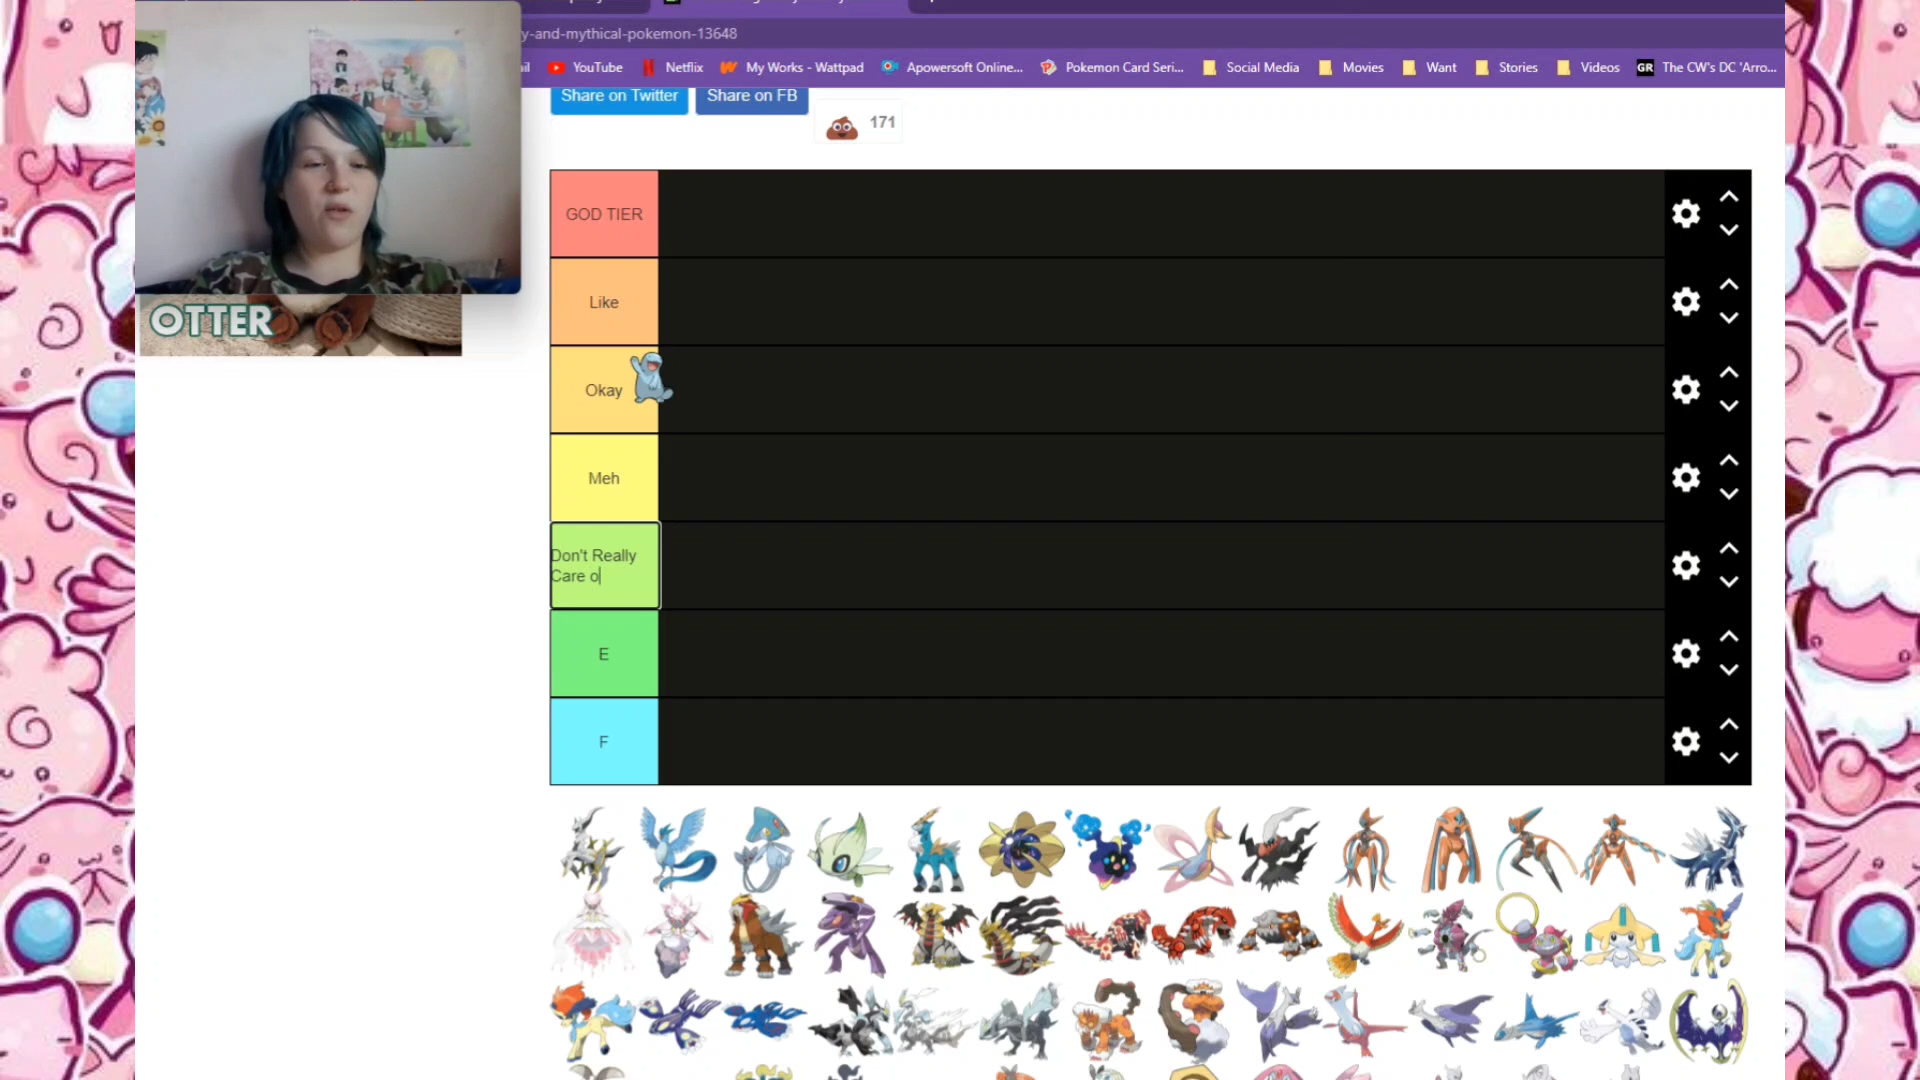 y-and-mythical-pokemon-13648
il YouTube Netflix My Works - Wattpad Apowersoft Online... Pokemon Card Seri... Social Media Movies Want Stories Videos GR The CW's DC 'Arro...
Share on Twitter Share on FB
171
GOD TIER
Like
OTTER
Okay
Meh
Don't Really
Care o
E
F